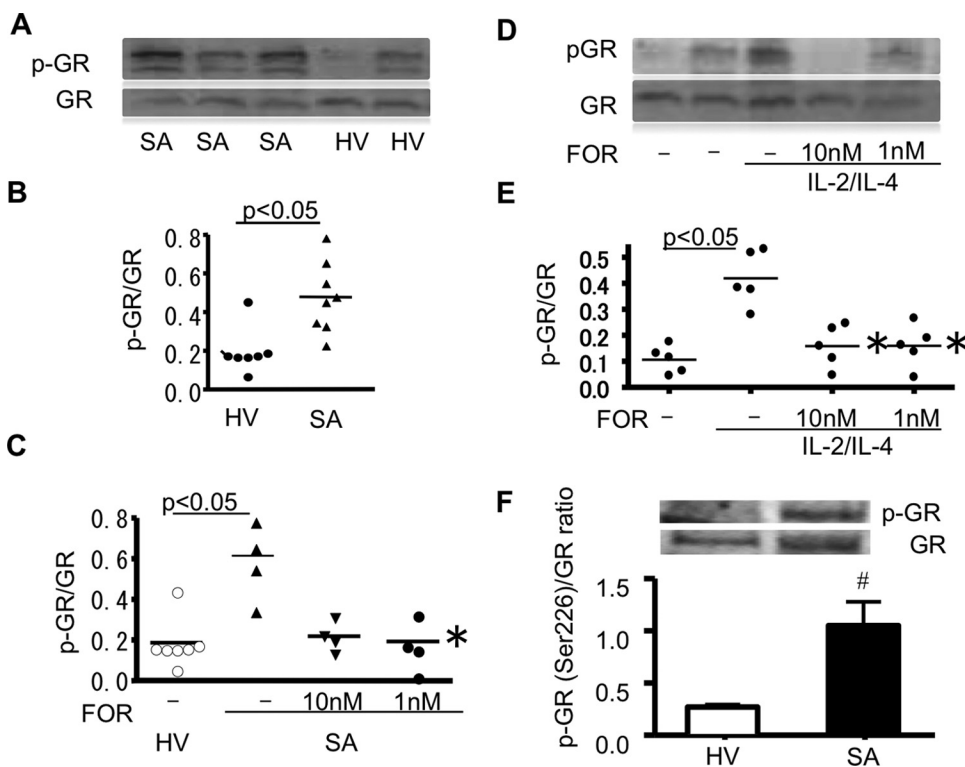 A
p-GR
GR
SA SA SA HV HV
B
p<0.05
p-GR/GR
0.8
0.6
0.4
0.2
0.0
HV SA
C
p<0.05
p-GR/GR
0.8
0.6
0.4
0.2
0.0
*
FOR – – 10nM 1nM
HV SA
D
pGR
GR
FOR – – – 10nM 1nM
IL-2/IL-4
E
p<0.05
p-GR/GR
0.5
0.4
0.3
0.2
0.1
0.0
* *
FOR – – 10nM 1nM
IL-2/IL-4
F
p-GR
GR
p-GR (Ser226)/GR ratio
1.5
1.0
0.5
0.0
#
HV SA